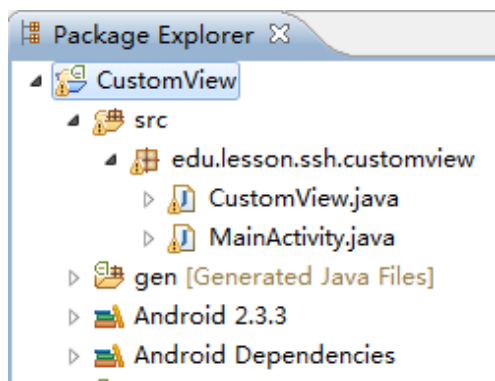 Package Explorer
CustomView
src
edu.lesson.ssh.customview
CustomView.java
MainActivity.java
gen [Generated Java Files]
Android 2.3.3
Android Dependencies